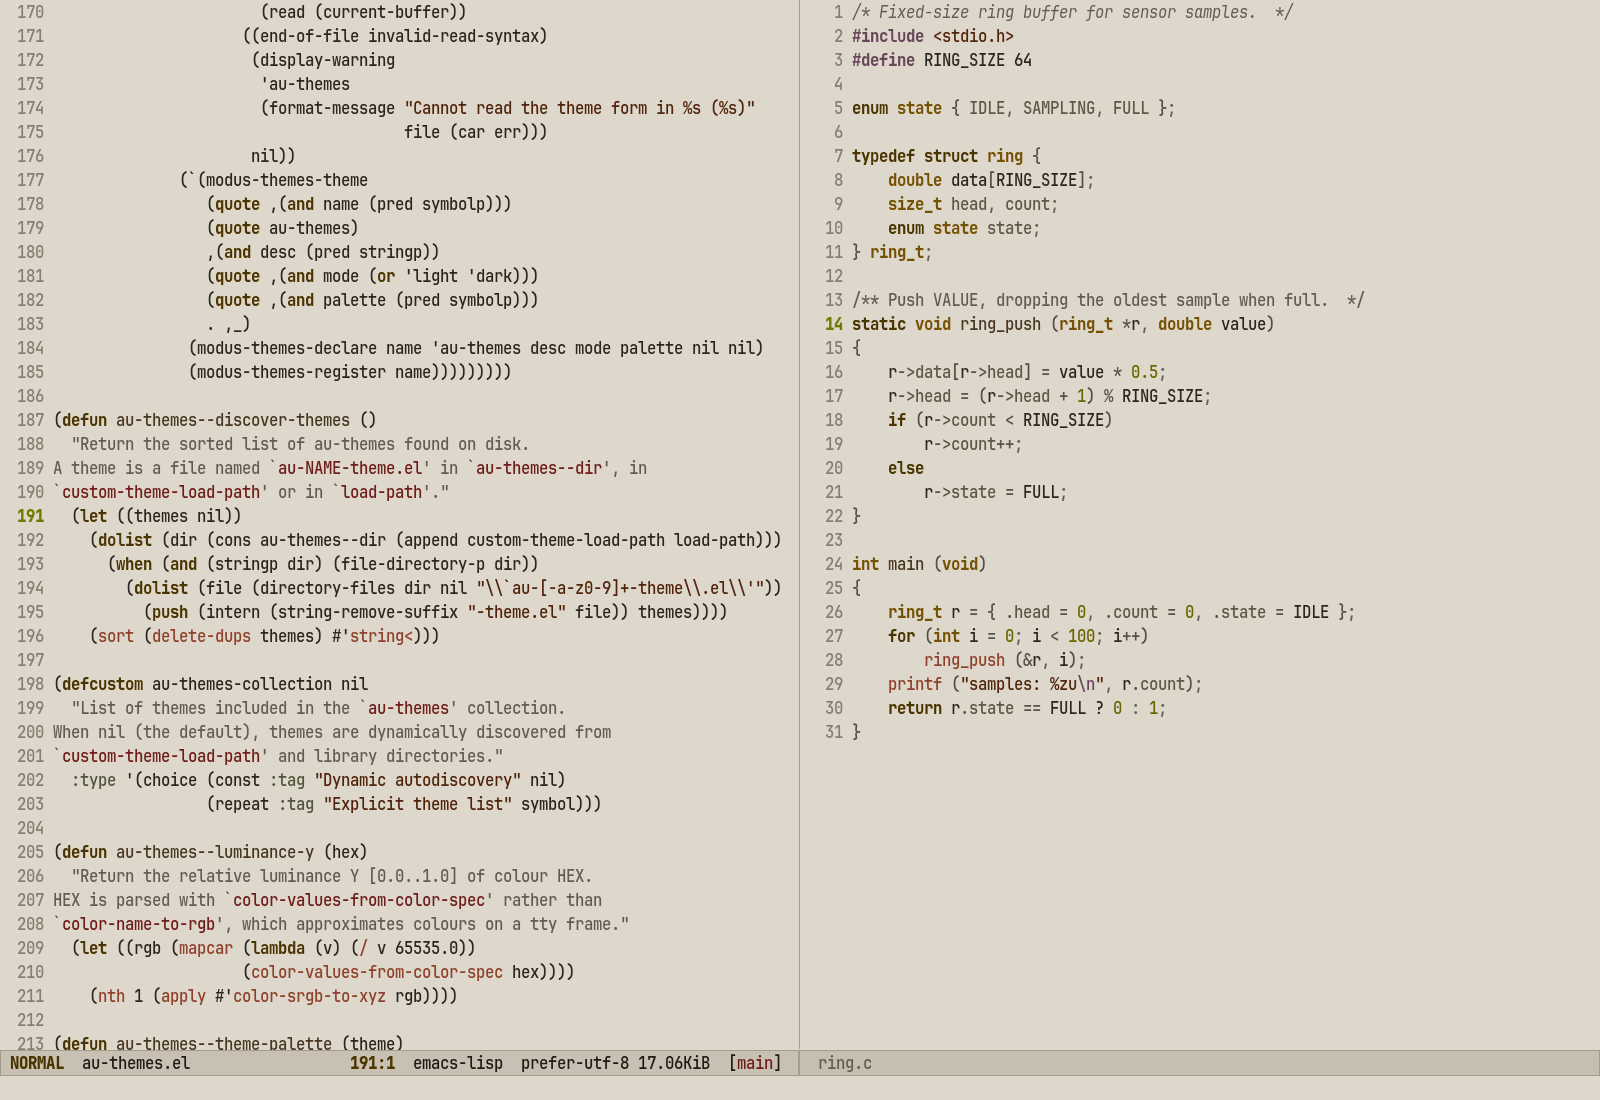 170                         (read (current-buffer))
171                       ((end-of-file invalid-read-syntax)
172                        (display-warning
173                         'au-themes
174                         (format-message "Cannot read the theme form in %s (%s)"
175                                         file (car err)))
176                        nil))
177                (`(modus-themes-theme
178                   (quote ,(and name (pred symbolp)))
179                   (quote au-themes)
180                   ,(and desc (pred stringp))
181                   (quote ,(and mode (or 'light 'dark)))
182                   (quote ,(and palette (pred symbolp)))
183                   . ,_)
184                 (modus-themes-declare name 'au-themes desc mode palette nil nil)
185                 (modus-themes-register name)))))))))
186
187 (defun au-themes--discover-themes ()
188   "Return the sorted list of au-themes found on disk.
189 A theme is a file named `au-NAME-theme.el' in `au-themes--dir', in
190 `custom-theme-load-path' or in `load-path'."
191   (let ((themes nil))
192     (dolist (dir (cons au-themes--dir (append custom-theme-load-path load-path)))
193       (when (and (stringp dir) (file-directory-p dir))
194         (dolist (file (directory-files dir nil "\\`au-[-a-z0-9]+-theme\\.el\\'"))
195           (push (intern (string-remove-suffix "-theme.el" file)) themes))))
196     (sort (delete-dups themes) #'string<)))
197
198 (defcustom au-themes-collection nil
199   "List of themes included in the `au-themes' collection.
200 When nil (the default), themes are dynamically discovered from
201 `custom-theme-load-path' and library directories."
202   :type '(choice (const :tag "Dynamic autodiscovery" nil)
203                  (repeat :tag "Explicit theme list" symbol)))
204
205 (defun au-themes--luminance-y (hex)
206   "Return the relative luminance Y [0.0..1.0] of colour HEX.
207 HEX is parsed with `color-values-from-color-spec' rather than
208 `color-name-to-rgb', which approximates colours on a tty frame."
209   (let ((rgb (mapcar (lambda (v) (/ v 65535.0))
210                      (color-values-from-color-spec hex))))
211     (nth 1 (apply #'color-srgb-to-xyz rgb))))
212
213 (defun au-themes--theme-palette (theme)
NORMAL  au-themes.el  191:1  emacs-lisp  prefer-utf-8 17.06KiB  [main]
1 /* Fixed-size ring buffer for sensor samples.  */
2 #include <stdio.h>
3 #define RING_SIZE 64
4
5 enum state { IDLE, SAMPLING, FULL };
6
7 typedef struct ring {
8     double data[RING_SIZE];
9     size_t head, count;
10     enum state state;
11 } ring_t;
12
13 /** Push VALUE, dropping the oldest sample when full.  */
14 static void ring_push (ring_t *r, double value)
15 {
16     r->data[r->head] = value * 0.5;
17     r->head = (r->head + 1) % RING_SIZE;
18     if (r->count < RING_SIZE)
19         r->count++;
20     else
21         r->state = FULL;
22 }
23
24 int main (void)
25 {
26     ring_t r = { .head = 0, .count = 0, .state = IDLE };
27     for (int i = 0; i < 100; i++)
28         ring_push (&r, i);
29     printf ("samples: %zu\n", r.count);
30     return r.state == FULL ? 0 : 1;
31 }
ring.c